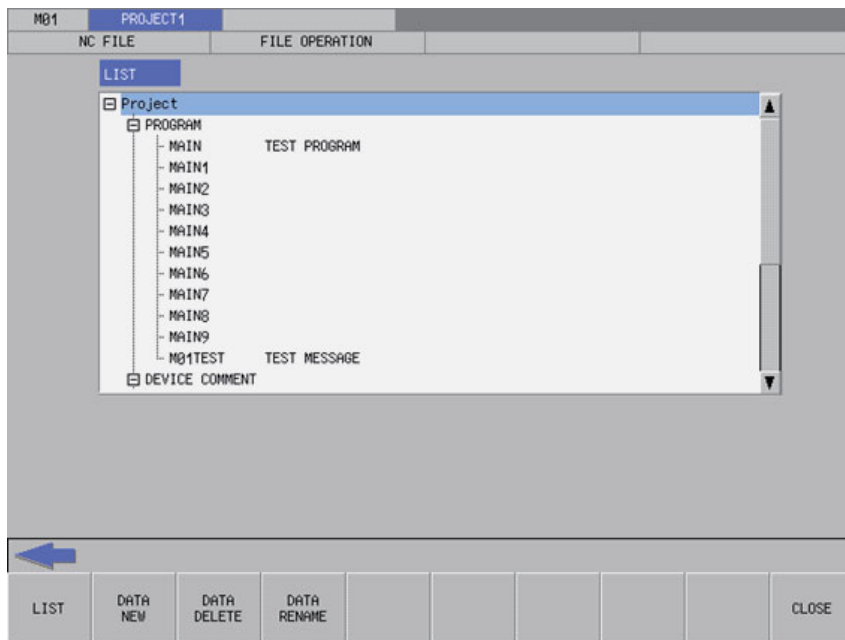 M01 PROJECT1
NC FILE FILE OPERATION
LIST
Project
PROGRAM
MAIN TEST PROGRAM
MAIN1
MAIN2
MAIN3
MAIN4
MAIN5
MAIN6
MAIN7
MAIN8
MAIN9
M01TEST TEST MESSAGE
DEVICE COMMENT
LIST DATA NEW DATA DELETE DATA RENAME CLOSE